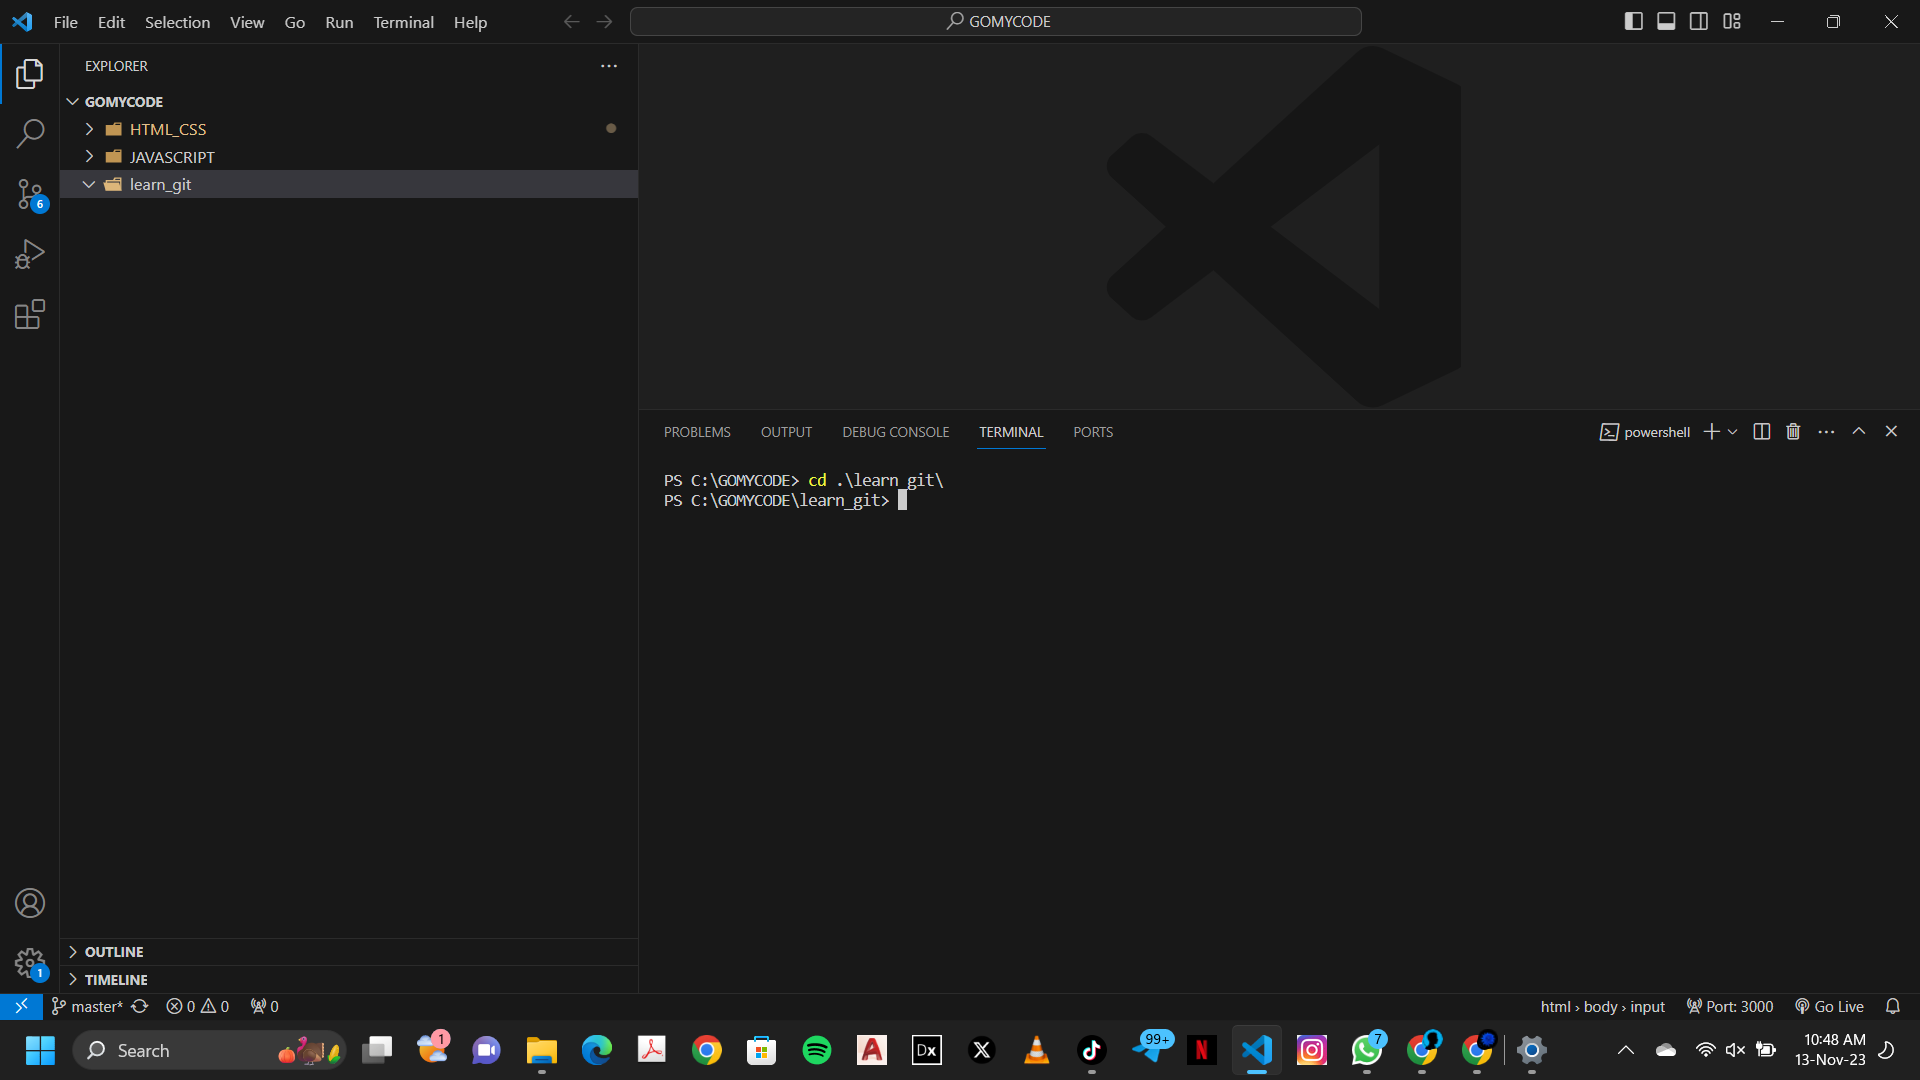 File Edit Selection View Go Run Terminal Help
GOMYCODE
EXPLORER
GOMYCODE
HTML_CSS
JAVASCRIPT
learn_git
6
PROBLEMS OUTPUT DEBUG CONSOLE TERMINAL PORTS
powershell
PS C:\GOMYCODE> cd .\learn_git\
PS C:\GOMYCODE\learn_git>
OUTLINE
1
TIMELINE
master* 0 0 0
html › body › input Port: 3000 Go Live
Search
1
Dx
X
99+
N
7
10:48 AM
13-Nov-23